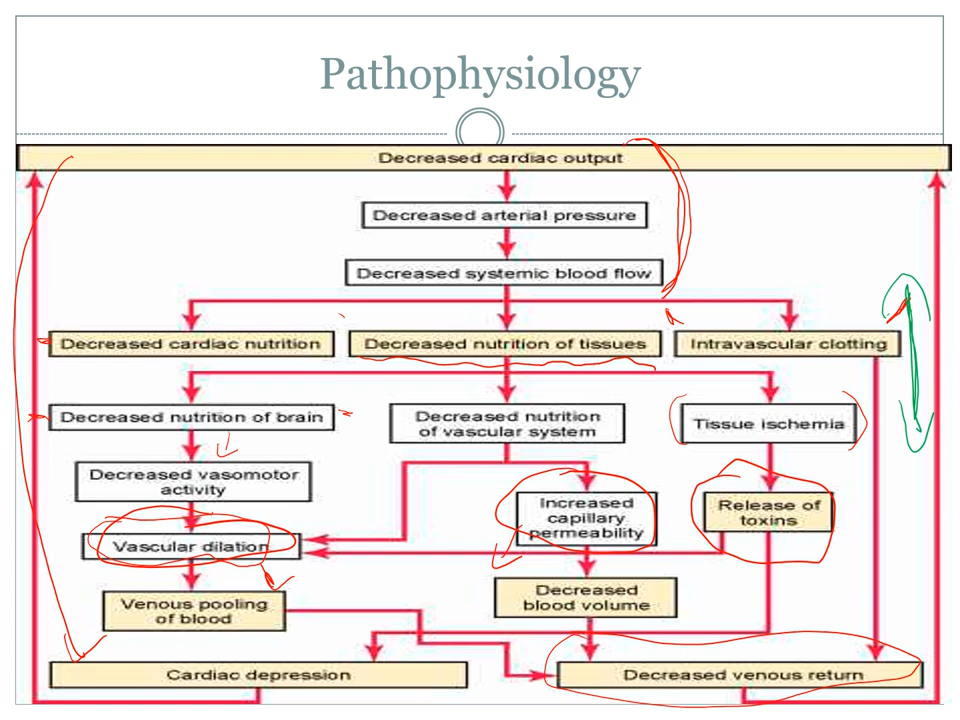 Pathophysiology
Decreased cardiac output
Decreased arterial pressure
Decreased systemic blood flow
Decreased cardiac nutrition
Decreased nutrition of tissues
Intravascular clotting
Decreased nutrition of brain
Decreased nutrition
of vascular system
Tissue ischemia
Decreased vasomotor
activity
Increased
capillary
permeability
Release of
toxins
Vascular dilation
Venous pooling
of blood
Decreased
blood volume
Cardiac depression
Decreased venous return